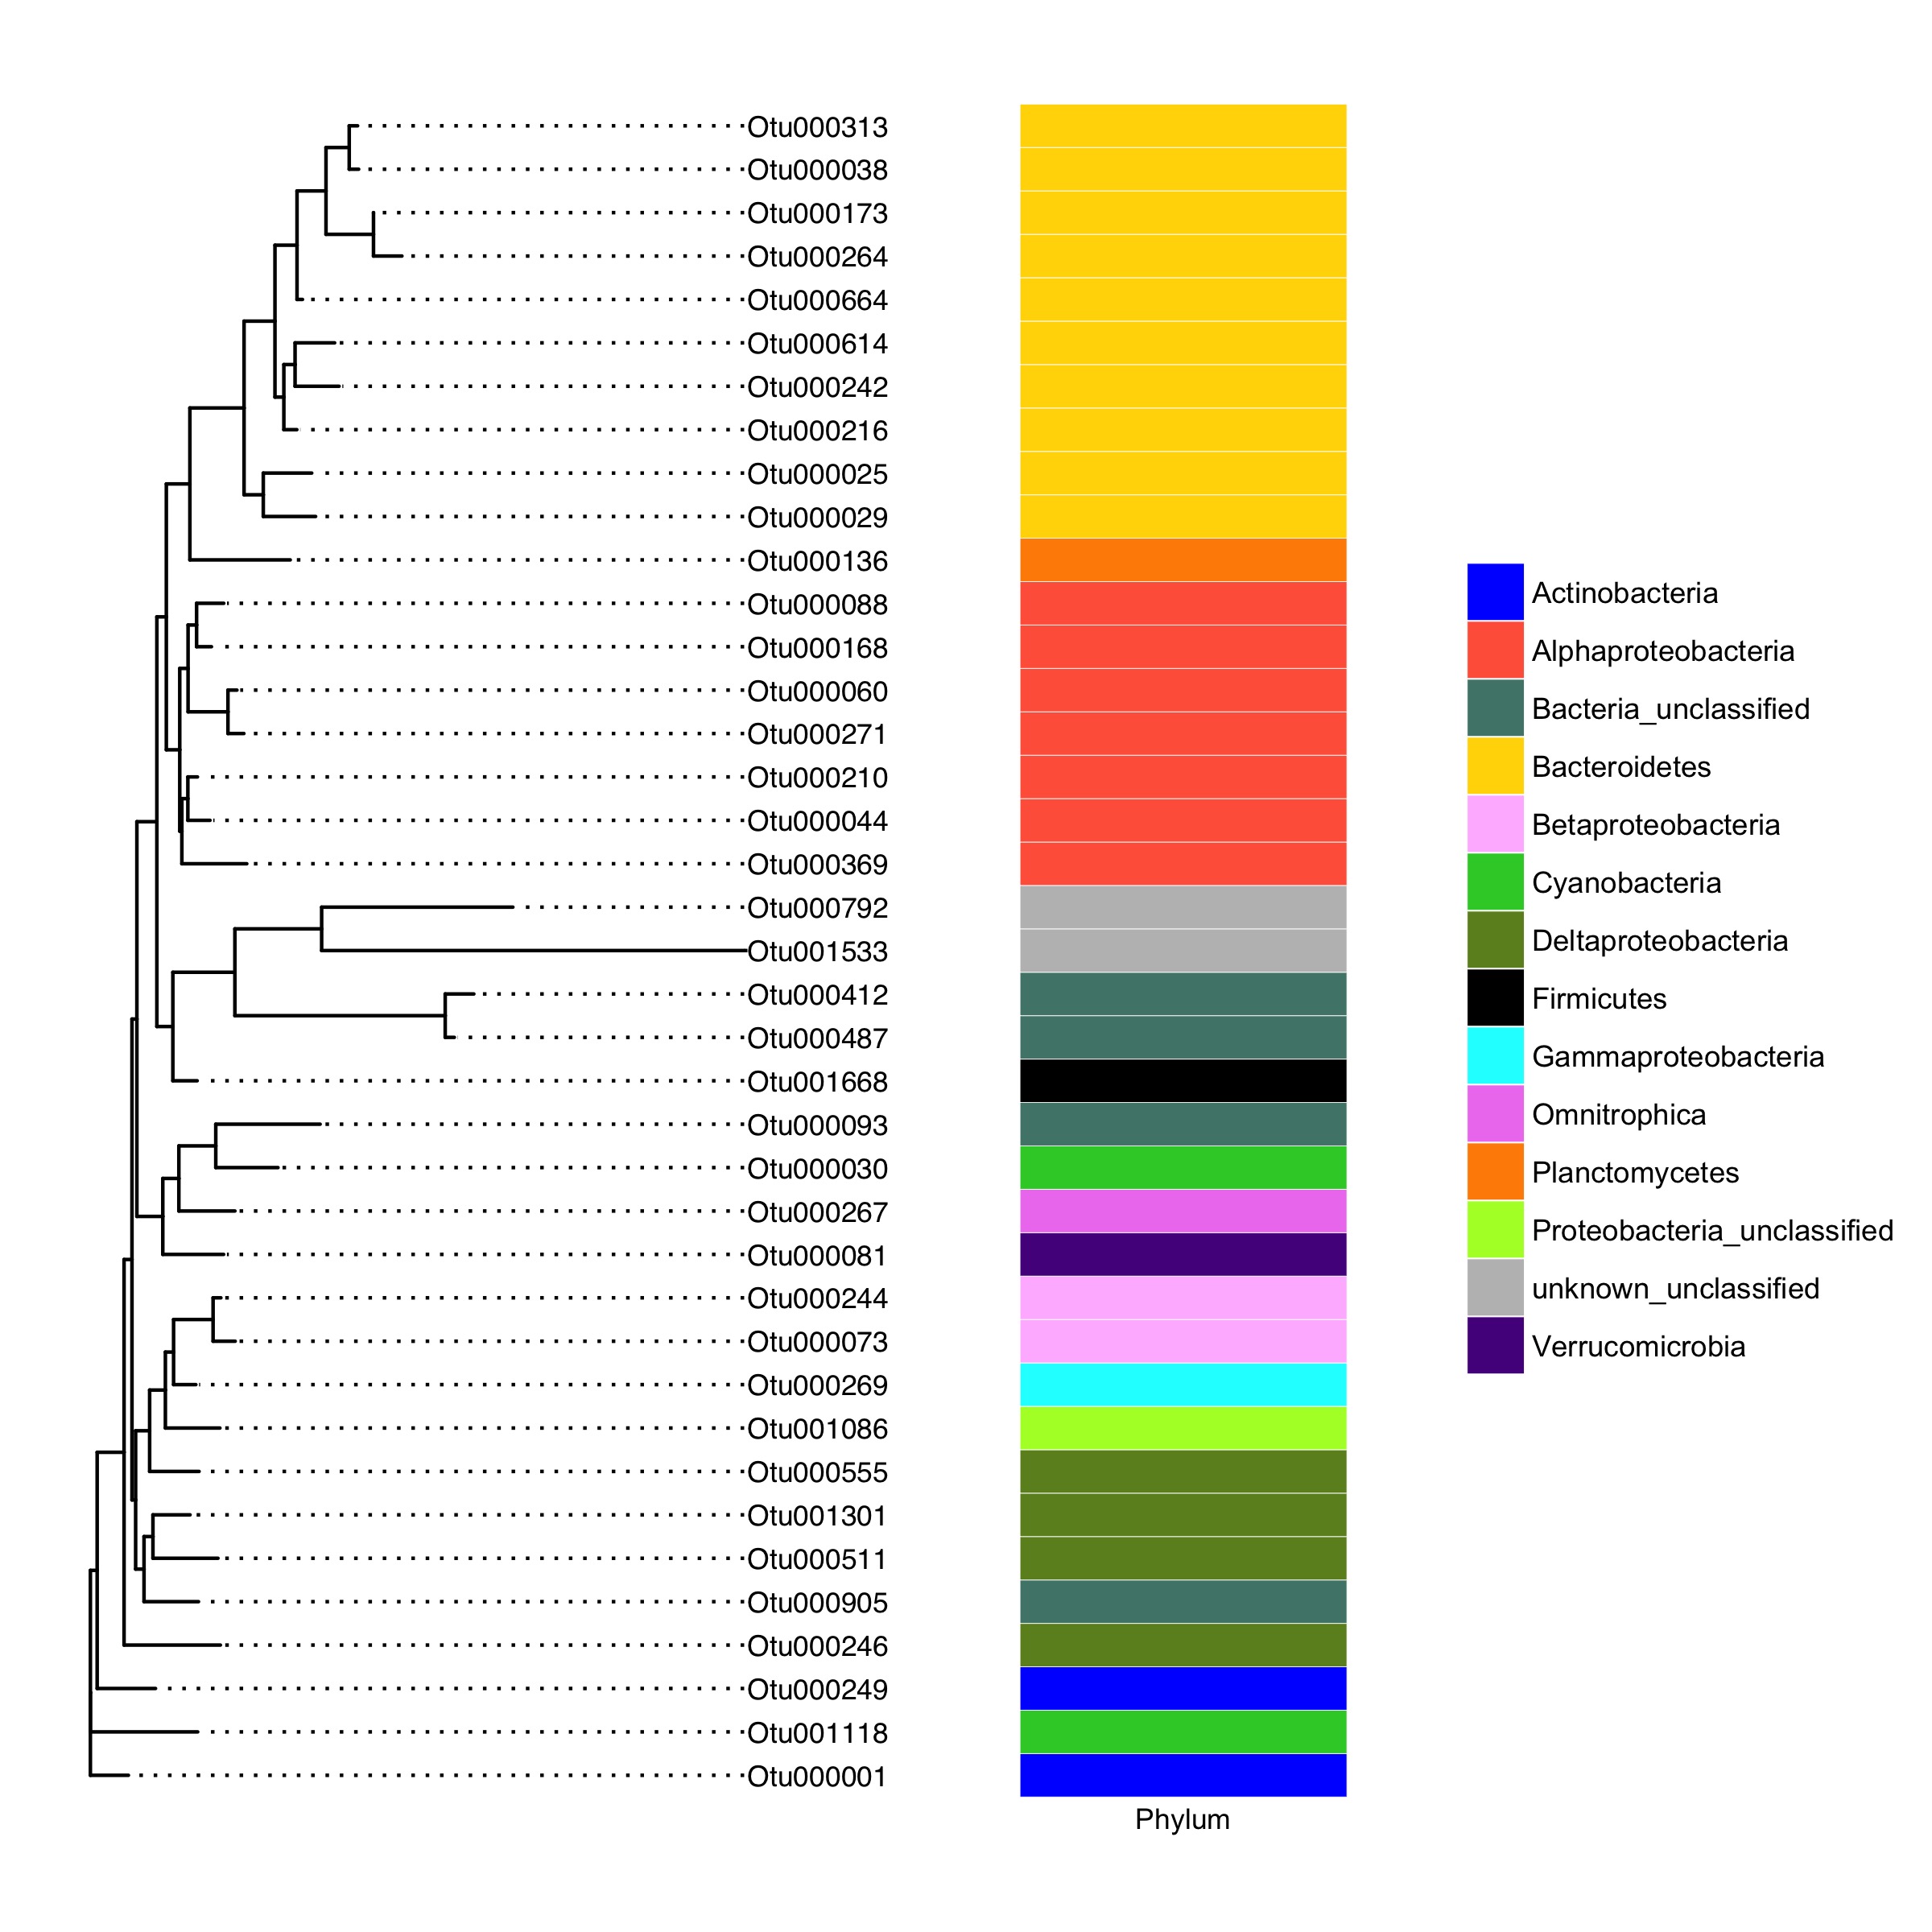 Otu000313
Otu000038
Otu000173
Otu000264
Otu000664
Otu000614
Otu000242
Otu000216
Otu000025
Otu000029
Otu000136
Otu000088
Otu000168
Otu000060
Otu000271
Otu000210
Otu000044
Otu000369
Otu000792
Otu001533
Otu000412
Otu000487
Otu001668
Otu000093
Otu000030
Otu000267
Otu000081
Otu000244
Otu000073
Otu000269
Otu001086
Otu000555
Otu001301
Otu000511
Otu000905
Otu000246
Otu000249
Otu001118
Otu000001
Phylum
Actinobacteria
Alphaproteobacteria
Bacteria_unclassified
Bacteroidetes
Betaproteobacteria
Cyanobacteria
Deltaproteobacteria
Firmicutes
Gammaproteobacteria
Omnitrophica
Planctomycetes
Proteobacteria_unclassified
unknown_unclassified
Verrucomicrobia